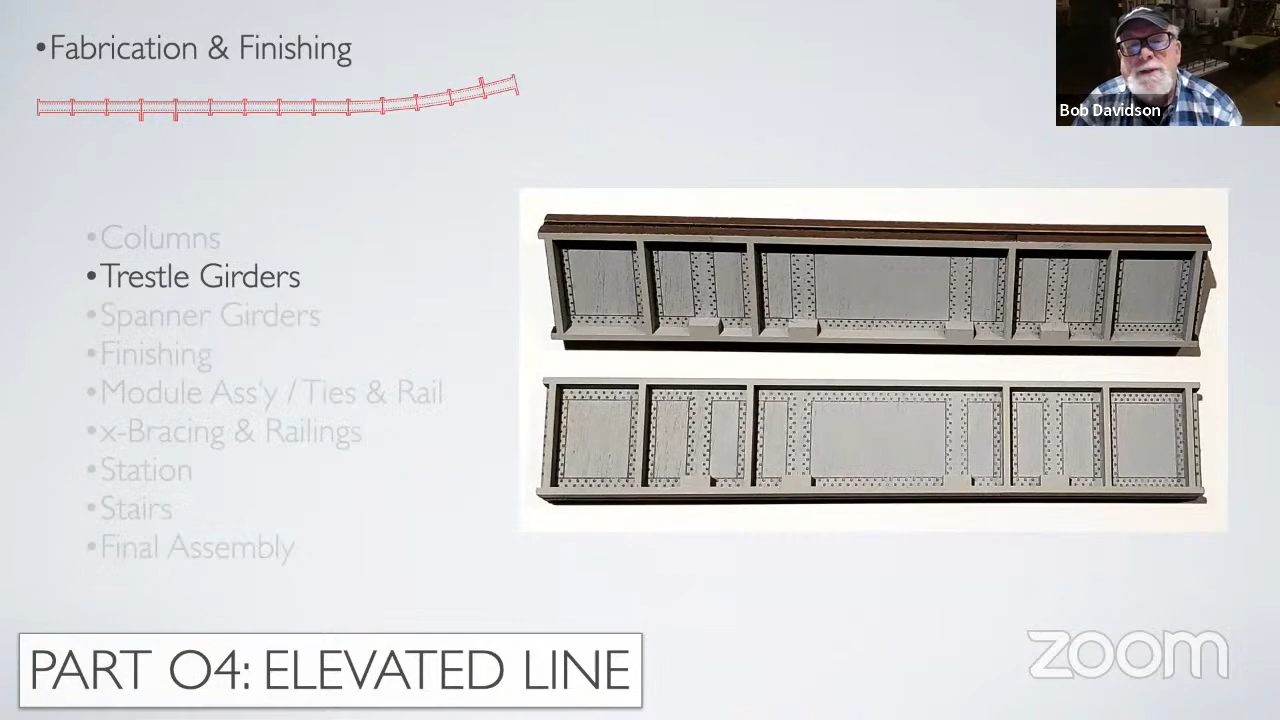 •Fabrication & Finishing
Bob Davidson
•Columns
•Trestle Girders
•Spanner Girders
•Finishing
•Module Ass'y / Ties & Rail
•x-Bracing & Railings
•Station
•Stairs
•Final Assembly
PART O4: ELEVATED LINE
zoom